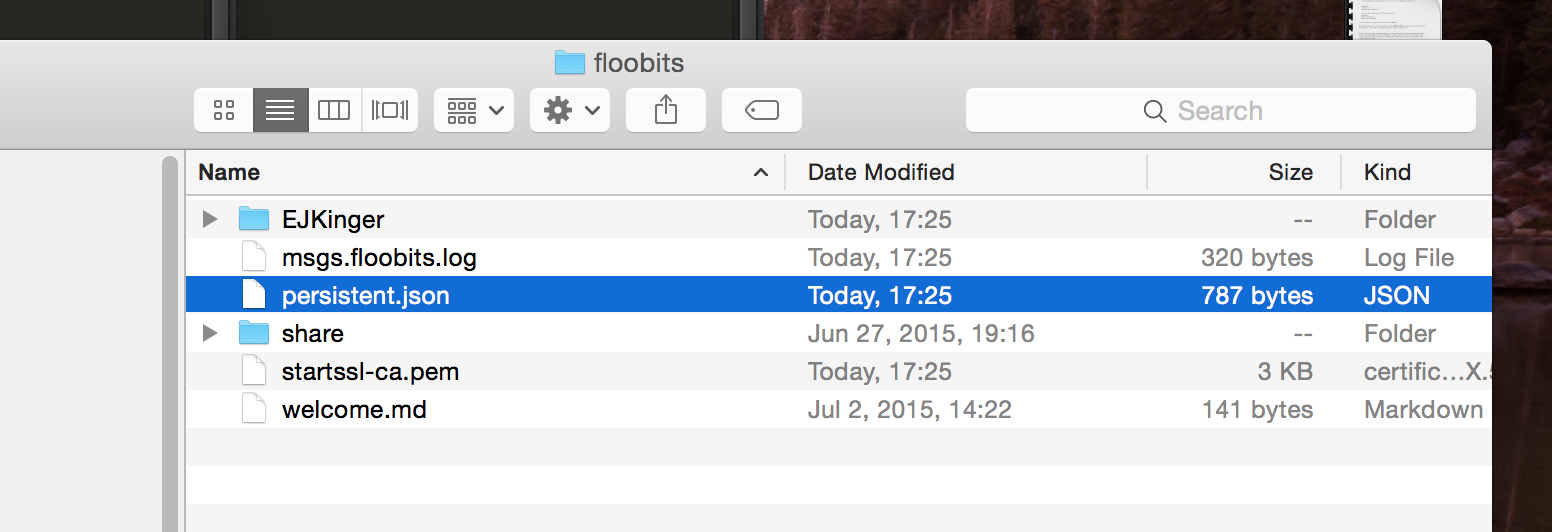 floobits
Search
Name Date Modified Size Kind
EJKinger Today, 17:25 -- Folder
msgs.floobits.log Today, 17:25 320 bytes Log File
persistent.json Today, 17:25 787 bytes JSON
share Jun 27, 2015, 19:16 -- Folder
startssl-ca.pem Today, 17:25 3 KB certific...X.5
welcome.md Jul 2, 2015, 14:22 141 bytes Markdown